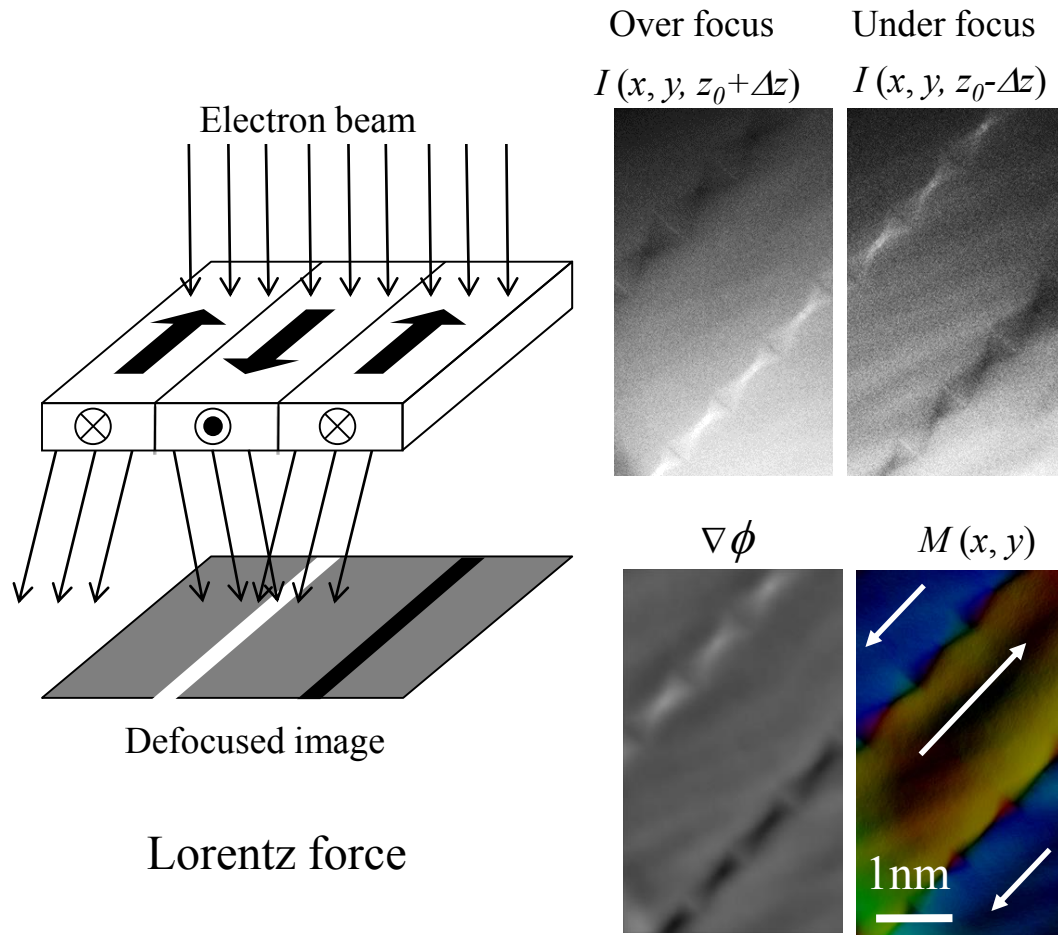 Over focus
Under focus
I (x, y, z₀+Δz)
I (x, y, z₀-Δz)
Electron beam
∇ϕ
M (x, y)
Defocused image
Lorentz force
1nm